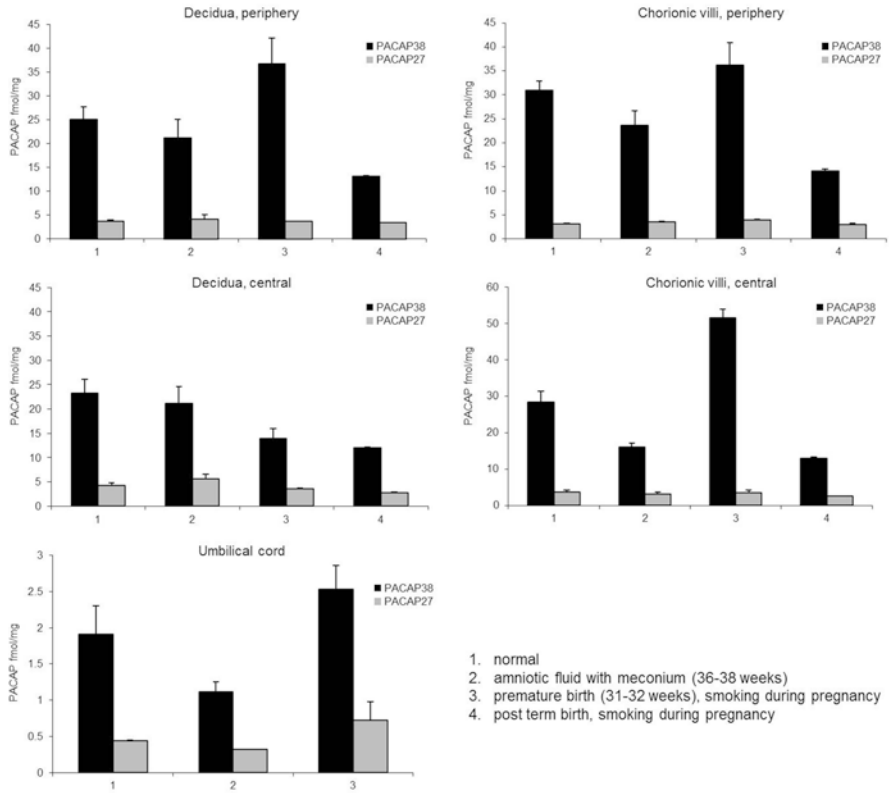 Decidua, periphery
45
40
35
30
25
20
15
10
5
0
PACAP fmol/mg
PACAP38
PACAP27
1 2 3 4
Chorionic villi, periphery
45
40
35
30
25
20
15
10
5
0
PACAP fmol/mg
PACAP38
PACAP27
1 2 3 4
Decidua, central
45
40
35
30
25
20
15
10
5
0
PACAP fmol/mg
PACAP38
PACAP27
1 2 3 4
Chorionic villi, central
60
50
40
30
20
10
0
PACAP fmol/mg
PACAP38
PACAP27
1 2 3 4
Umbilical cord
3
2.5
2
1.5
1
0.5
0
PACAP fmol/mg
PACAP38
PACAP27
1 2 3
1. normal
2. amniotic fluid with meconium (36-38 weeks)
3. premature birth (31-32 weeks), smoking during pregnancy
4. post term birth, smoking during pregnancy